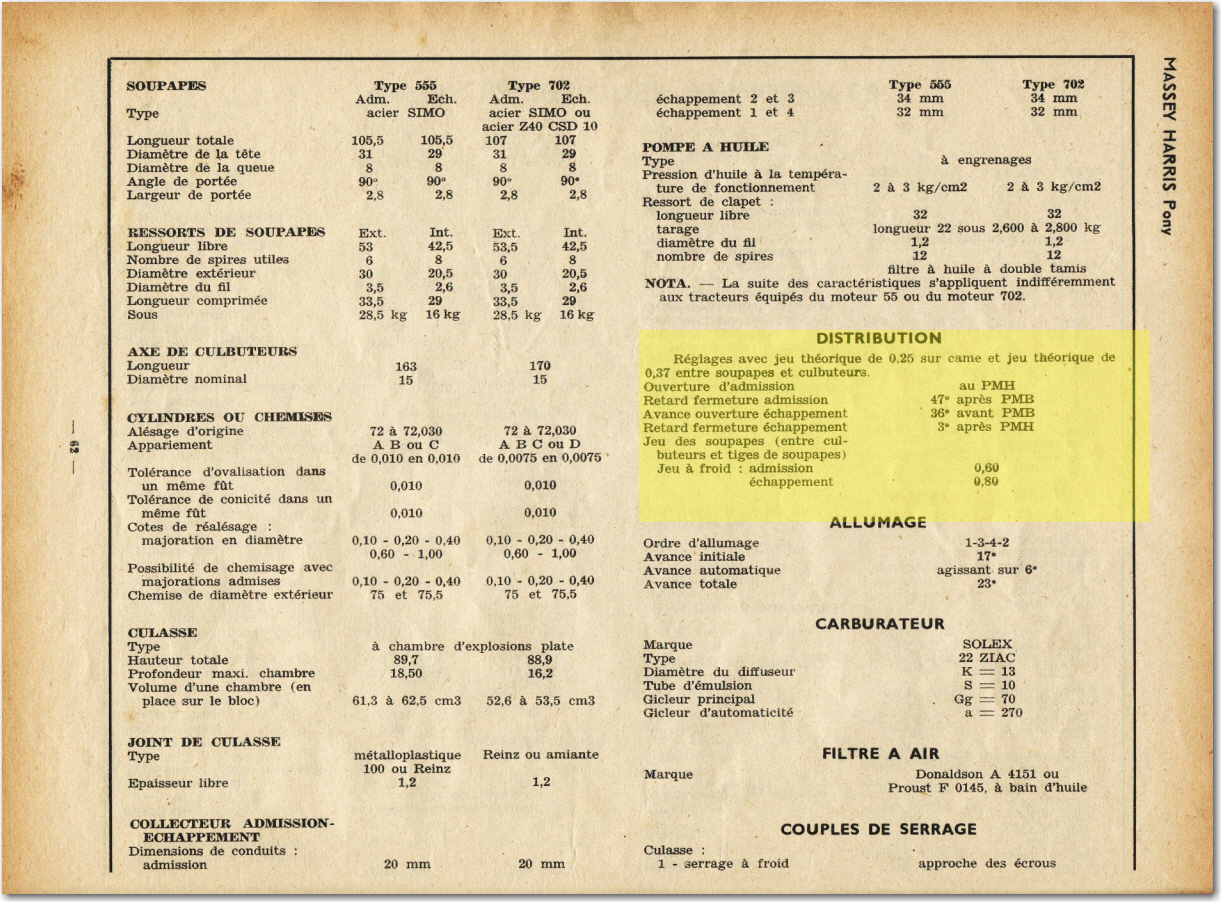 SOUPAPES Type 555 Type 702
Adm. Ech. Adm. Ech.
Type acier SIMO acier SIMO ou
acier Z40 CSD 10
Longueur totale 105,5 105,5 107 107
Diamètre de la tête 31 29 31 29
Diamètre de la queue 8 8 8 8
Angle de portée 90° 90° 90° 90°
Largeur de portée 2,8 2,8 2,8 2,8
RESSORTS DE SOUPAPES Ext. Int. Ext. Int.
Longueur libre 53 42,5 53,5 42,5
Nombre de spires utiles 6 8 6 8
Diamètre extérieur 30 20,5 30 20,5
Diamètre du fil 3,5 2,6 3,5 2,6
Longueur comprimée 33,5 29 33,5 29
Sous 28,5 kg 16 kg 28,5 kg 16 kg
AXE DE CULBUTEURS
Longueur 163 170
Diamètre nominal 15 15
CYLINDRES OU CHEMISES
Alésage d'origine 72 à 72,030 72 à 72,030
Appariement A B ou C A B C ou D
de 0,010 en 0,010 de 0,0075 en 0,0075
Tolérance d'ovalisation dans
un même fût 0,010 0,010
Tolérance de conicité dans un
même fût 0,010 0,010
Cotes de réalésage :
majoration en diamètre 0,10 - 0,20 - 0,40 0,10 - 0,20 - 0,40
0,60 - 1,00 0,60 - 1,00
Possibilité de chemisage avec
majorations admises 0,10 - 0,20 - 0,40 0,10 - 0,20 - 0,40
Chemise de diamètre extérieur 75 et 75,5 75 et 75,5
CULASSE
Type à chambre d'explosions plate
Hauteur totale 89,7 88,9
Profondeur maxi. chambre 18,50 16,2
Volume d'une chambre (en
place sur le bloc) 61,3 à 62,5 cm3 52,6 à 53,5 cm3
JOINT DE CULASSE
Type métalloplastique Reinz ou amiante
100 ou Reinz
Epaisseur libre 1,2 1,2
COLLECTEUR ADMISSION-
ECHAPPEMENT
Dimensions de conduits :
admission 20 mm 20 mm
Type 555 Type 702
échappement 2 et 3 34 mm 34 mm
échappement 1 et 4 32 mm 32 mm
POMPE A HUILE
Type à engrenages
Pression d'huile à la tempéra-
ture de fonctionnement 2 à 3 kg/cm2 2 à 3 kg/cm2
Ressort de clapet :
longueur libre 32 32
tarage longueur 22 sous 2,600 à 2,800 kg
diamètre du fil 1,2 1,2
nombre de spires 12 12
filtre à huile à double tamis
NOTA. — La suite des caractéristiques s'appliquent indifféremment
aux tracteurs équipés du moteur 55 ou du moteur 702.
DISTRIBUTION
Réglages avec jeu théorique de 0,25 sur came et jeu théorique de
0,37 entre soupapes et culbuteurs.
Ouverture d'admission au PMH
Retard fermeture admission 47° après PMB
Avance ouverture échappement 36° avant PMB
Retard fermeture échappement 3° après PMH
Jeu des soupapes (entre cul-
buteurs et tiges de soupapes)
Jeu à froid : admission 0,60
échappement 0,80
ALLUMAGE
Ordre d'allumage 1-3-4-2
Avance initiale 17°
Avance automatique agissant sur 6°
Avance totale 23°
CARBURATEUR
Marque SOLEX
Type 22 ZIAC
Diamètre du diffuseur K = 13
Tube d'émulsion S = 10
Gicleur principal Gg = 70
Gicleur d'automaticité a = 270
FILTRE A AIR
Marque Donaldson A 4151 ou
Proust F 0145, à bain d'huile
COUPLES DE SERRAGE
Culasse :
1 - serrage à froid approche des écrous
MASSEY HARRIS Pony
— 62 —